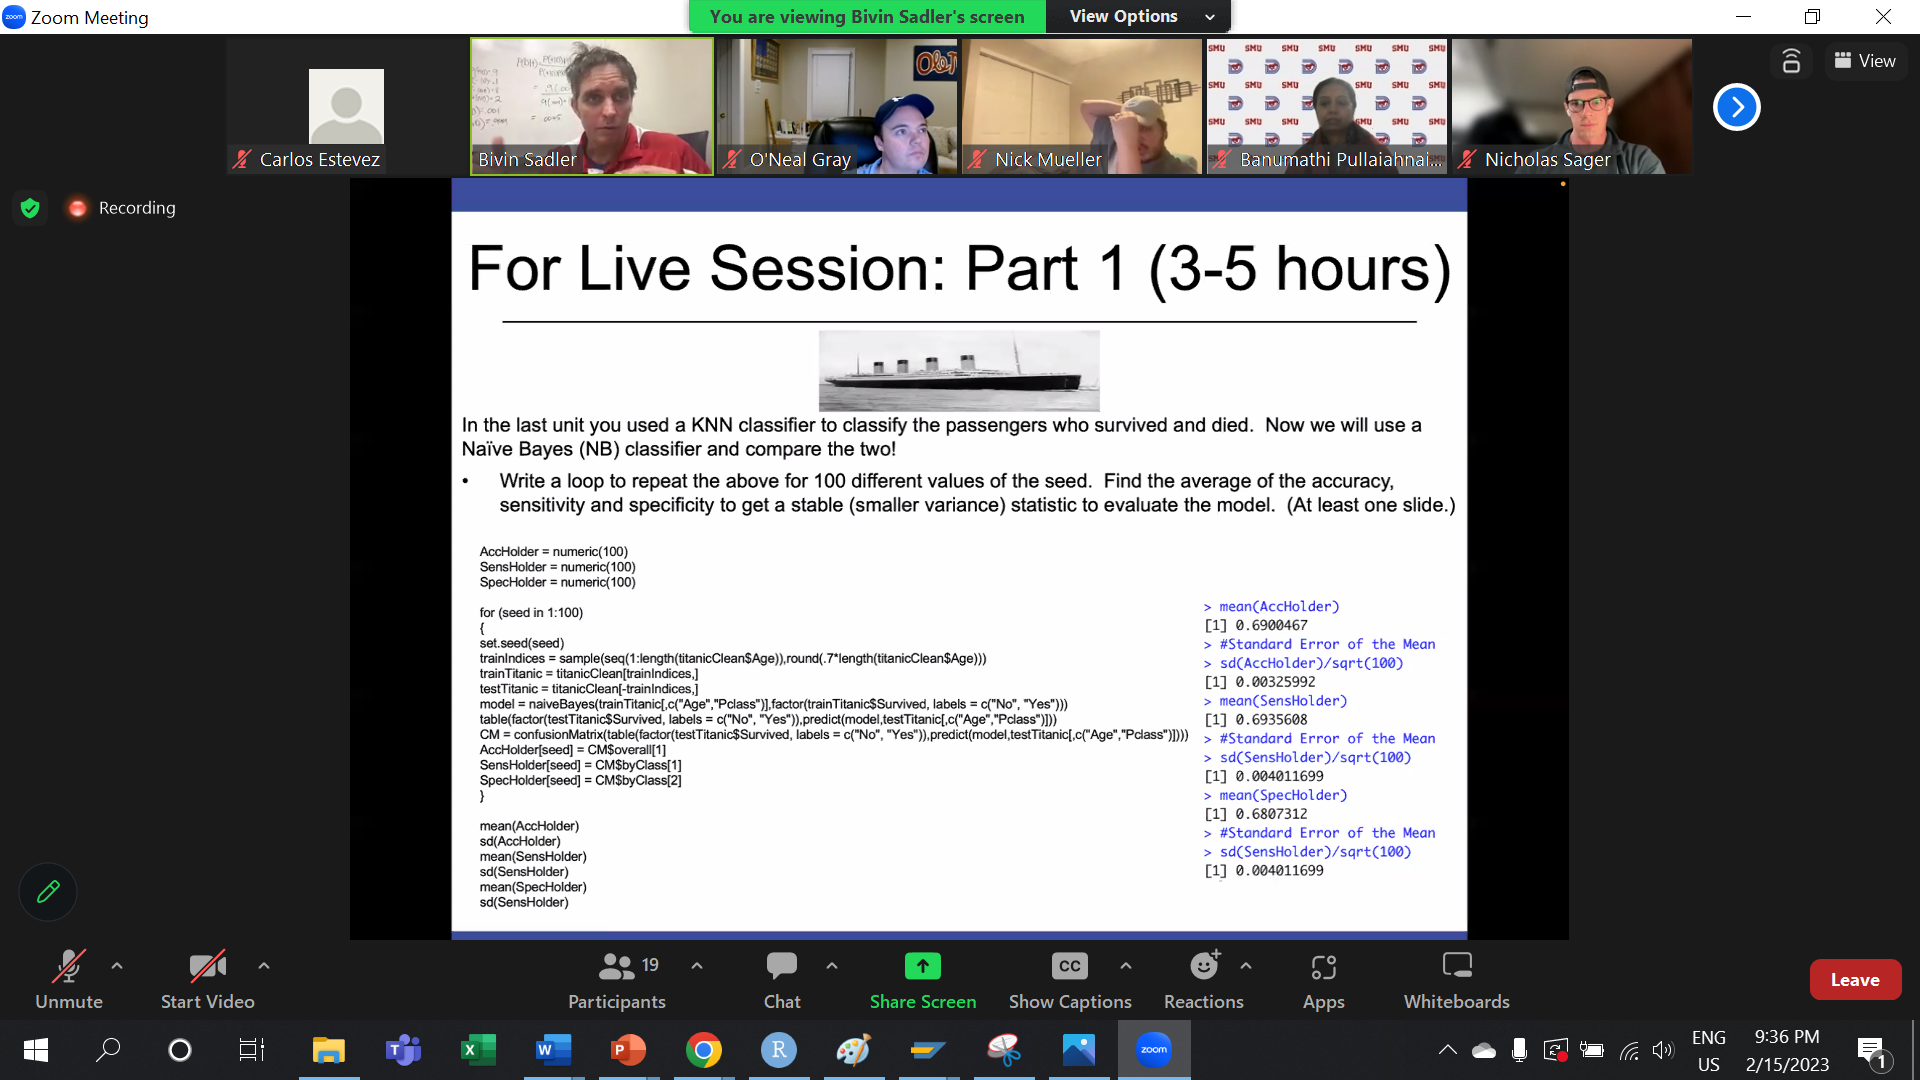 Zoom Meeting
You are viewing Bivin Sadler's screen
View Options
Carlos Estevez
Bivin Sadler
O'Neal Gray
Nick Mueller
Banumathi Pullaiahnai...
Nicholas Sager
View
Recording
For Live Session: Part 1 (3-5 hours)
In the last unit you used a KNN classifier to classify the passengers who survived and died.  Now we will use a
Naïve Bayes (NB) classifier and compare the two!
• Write a loop to repeat the above for 100 different values of the seed.  Find the average of the accuracy,
sensitivity and specificity to get a stable (smaller variance) statistic to evaluate the model.  (At least one slide.)
AccHolder = numeric(100)
SensHolder = numeric(100)
SpecHolder = numeric(100)
for (seed in 1:100)
{
set.seed(seed)
trainIndices = sample(seq(1:length(titanicClean$Age)),round(.7*length(titanicClean$Age)))
trainTitanic = titanicClean[trainIndices,]
testTitanic = titanicClean[-trainIndices,]
model = naiveBayes(trainTitanic[,c("Age","Pclass")],factor(trainTitanic$Survived, labels = c("No", "Yes")))
table(factor(testTitanic$Survived, labels = c("No", "Yes")),predict(model,testTitanic[,c("Age","Pclass")]))
CM = confusionMatrix(table(factor(testTitanic$Survived, labels = c("No", "Yes")),predict(model,testTitanic[,c("Age","Pclass")])))
AccHolder[seed] = CM$overall[1]
SensHolder[seed] = CM$byClass[1]
SpecHolder[seed] = CM$byClass[2]
}
mean(AccHolder)
sd(AccHolder)
mean(SensHolder)
sd(SensHolder)
mean(SpecHolder)
sd(SensHolder)
> mean(AccHolder)
[1] 0.6900467
> #Standard Error of the Mean
> sd(AccHolder)/sqrt(100)
[1] 0.00325992
> mean(SensHolder)
[1] 0.6935608
> #Standard Error of the Mean
> sd(SensHolder)/sqrt(100)
[1] 0.004011699
> mean(SpecHolder)
[1] 0.6807312
> #Standard Error of the Mean
> sd(SensHolder)/sqrt(100)
[1] 0.004011699
Unmute
Start Video
Participants
19
Chat
Share Screen
CC
Show Captions
Reactions
Apps
Whiteboards
Leave
zoom
ENG
US
9:36 PM
2/15/2023
1